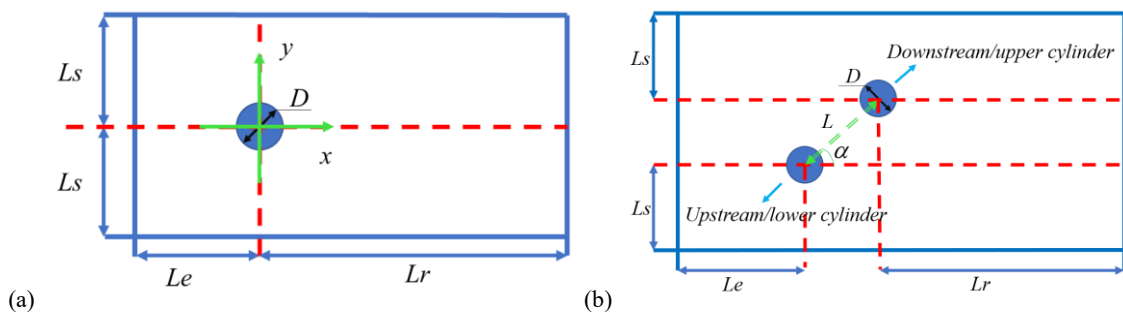 Ls
y
D
x
Ls
Le
Lr
(a)
Ls
Downstream/upper cylinder
D
L
α
Ls
Upstream/lower cylinder
Le
Lr
(b)